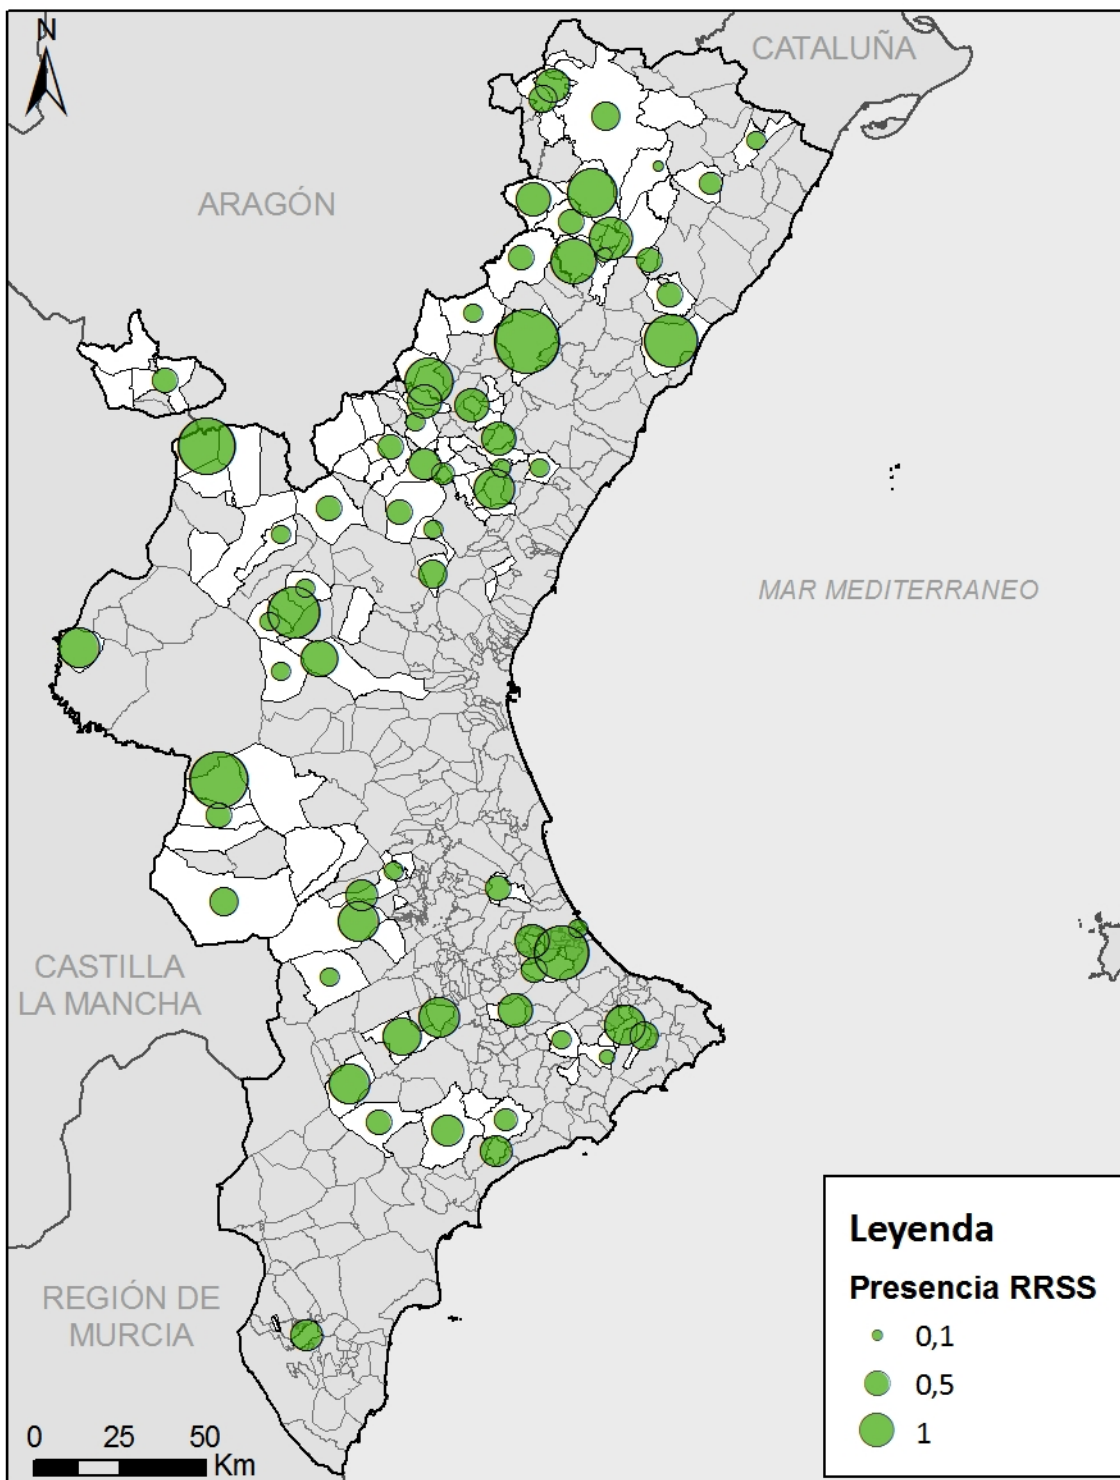 N
CATALUÑA
ARAGÓN
MAR MEDITERRANEO
CASTILLA
LA MANCHA
REGIÓN DE
MURCIA
Leyenda
Presencia RRSS
0,1
0,5
1
0 25 50
Km